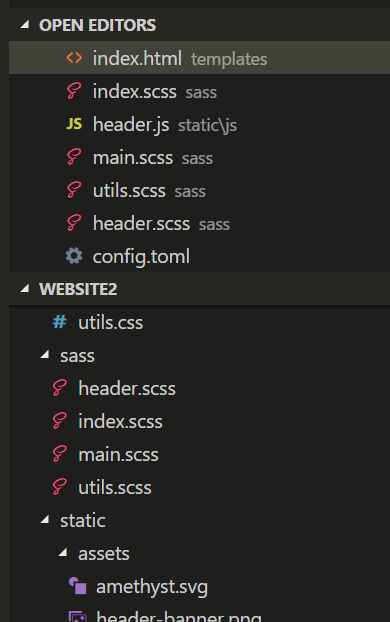 OPEN EDITORS
index.html templates
index.scss sass
JS header.js static\js
main.scss sass
utils.scss sass
header.scss sass
config.toml
WEBSITE2
# utils.css
sass
header.scss
index.scss
main.scss
utils.scss
static
assets
amethyst.svg
header-banner.png